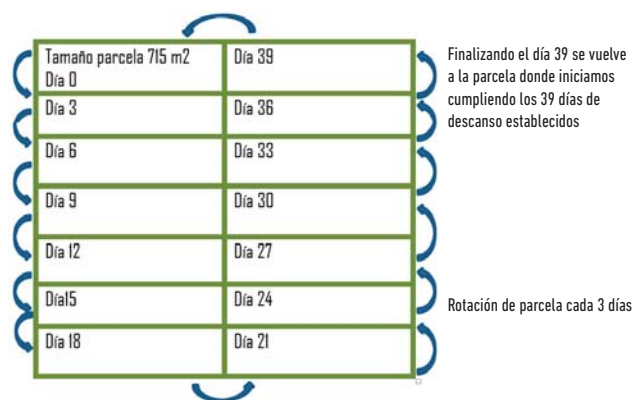 Tamaño parcela 715 m2
Día 0
Día 39
Día 3
Día 36
Día 6
Día 33
Día 9
Día 30
Día 12
Día 27
Día15
Día 24
Día 18
Día 21
Finalizando el día 39 se vuelve
a la parcela donde iniciamos
cumpliendo los 39 días de
descanso establecidos
Rotación de parcela cada 3 días